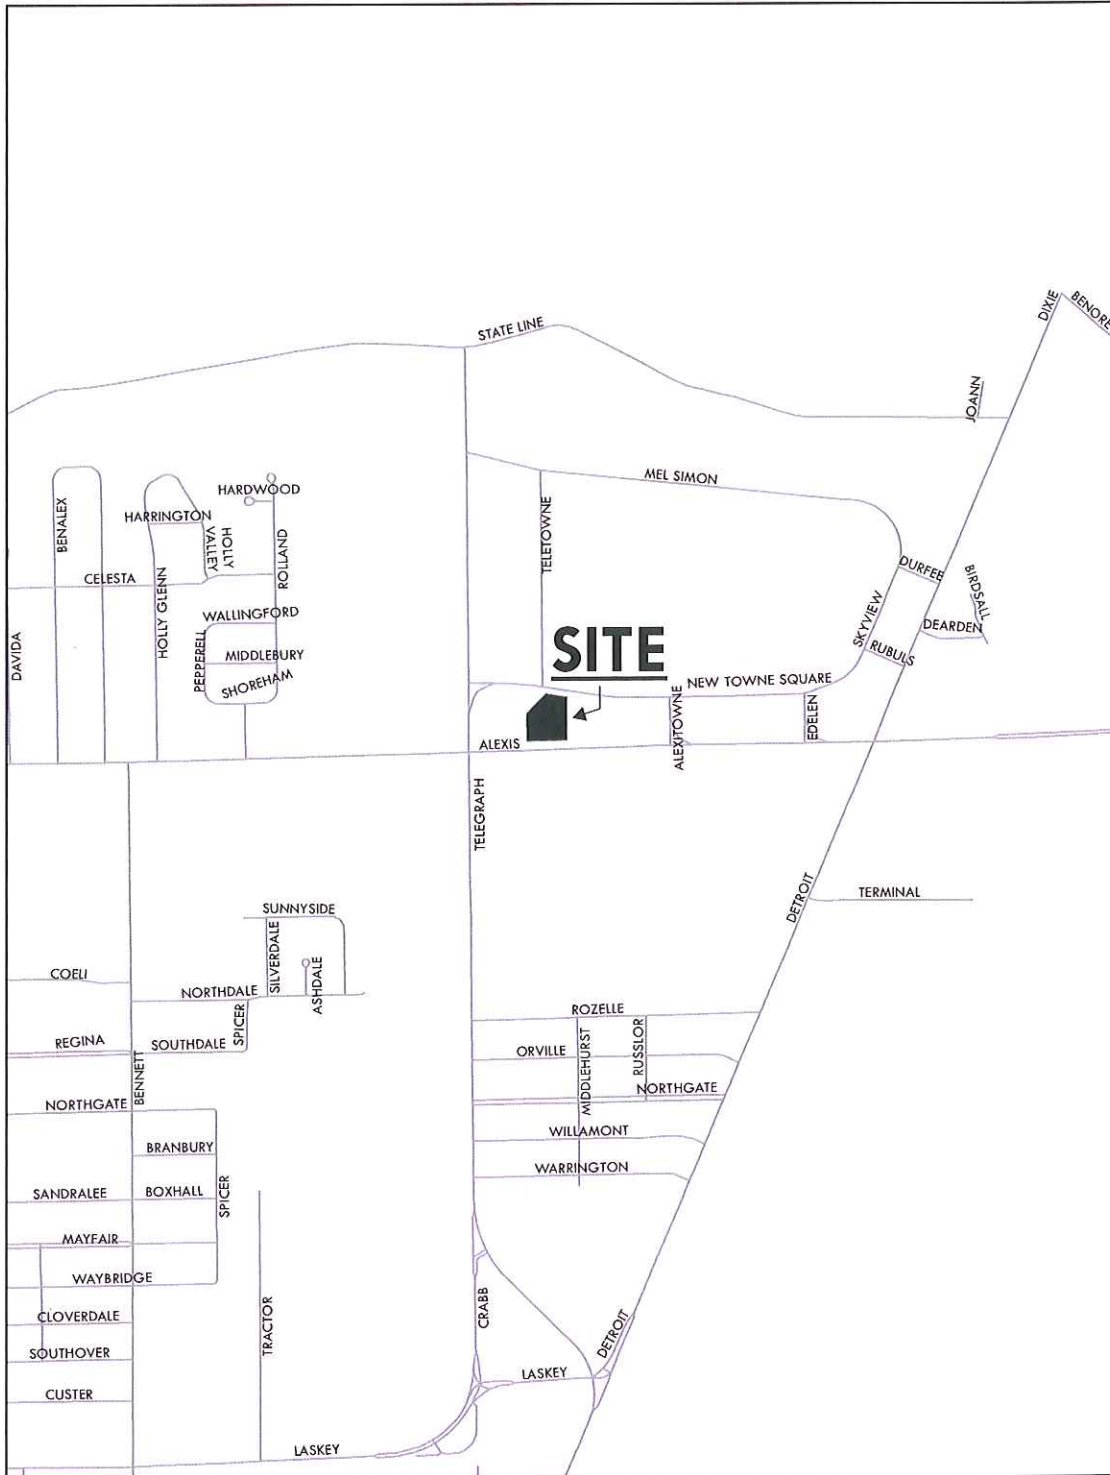 STATE LINE
DIXIE
BENORE
JOANN
MEL SIMON
HARDWOOD
HARRINGTON
HOLLY
VALLEY
BENALEX
ROLLAND
TELETOWNE
CELESTA
HOLLY GLENN
DURFEE
BIRDSALL
WALLINGFORD
SKYVIEW
DEARDEN
DAVIDA
PEPPERELL
MIDDLEBURY
SITE
RUBULS
SHOREHAM
NEW TOWNE SQUARE
ALEXITOWNE
EDELEN
ALEXIS
TELEGRAPH
DETROIT
TERMINAL
SUNNYSIDE
SILVERDALE
ASHDALE
COELI
NORTHDALE
SPICER
ROZELLE
REGINA
SOUTHDALE
ORVILLE
MIDDLEHURST
RUSSLOR
BENNETT
NORTHGATE
NORTHGATE
BRANBURY
WILLAMONT
WARRINGTON
SANDRALEE
BOXHALL
SPICER
MAYFAIR
WAYBRIDGE
CLOVERDALE
TRACTOR
CRABB
DETROIT
SOUTHOVER
LASKEY
CUSTER
LASKEY